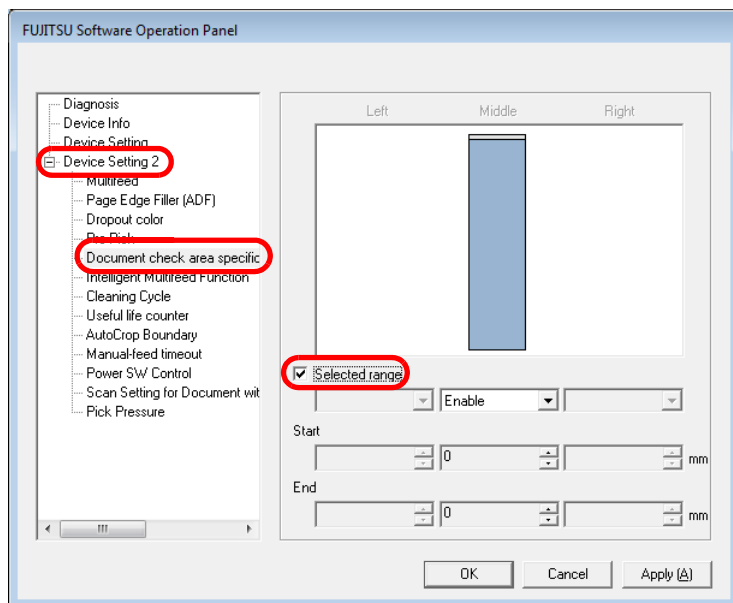 FUJITSU Software Operation Panel
Diagnosis
Device Info
Device Setting
Device Setting 2
Multifeed
Page Edge Filler (ADF)
Dropout color
Pre Pick
Document check area specific
Intelligent Multifeed Function
Cleaning Cycle
Useful life counter
AutoCrop Boundary
Manual-feed timeout
Power SW Control
Scan Setting for Document wit
Pick Pressure
Left Middle Right
Selected range
Enable
Start
0 mm
End
0 mm
OK Cancel Apply (A)